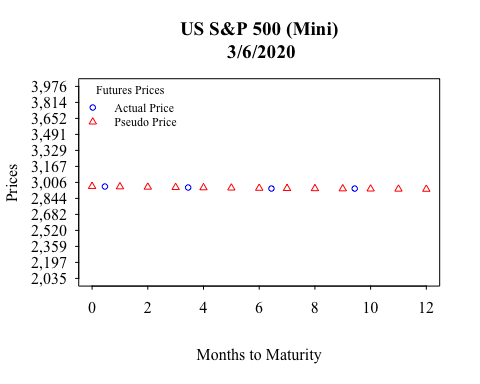 US S&P 500 (Mini)
3/6/2020
Futures Prices
Actual Price
Pseudo Price
Prices
3,976
3,814
3,652
3,491
3,329
3,167
3,006
2,844
2,682
2,520
2,359
2,197
2,035
0 2 4 6 8 10 12
Months to Maturity